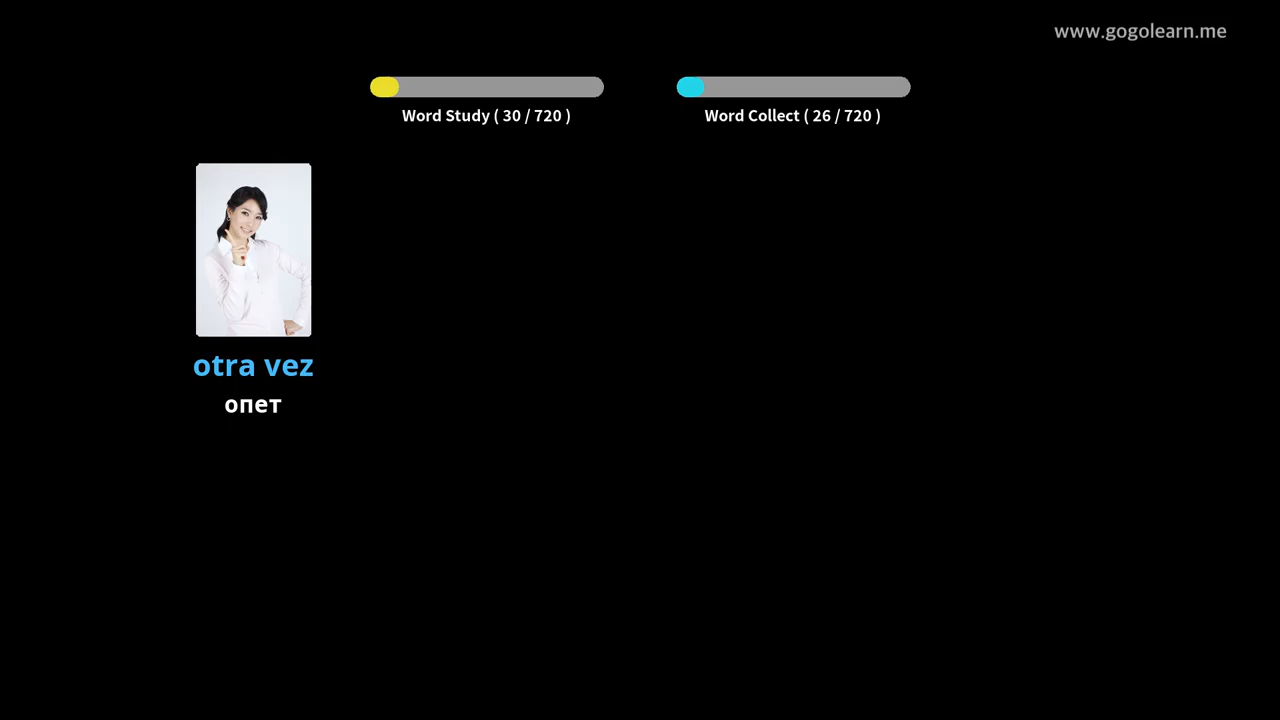 www.gogolearn.me
Word Study ( 30 / 720 )
Word Collect ( 26 / 720 )
otra vez
опет